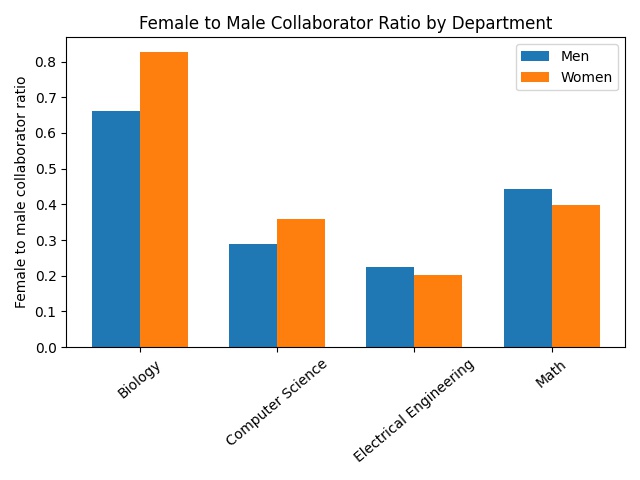 Female to Male Collaborator Ratio by Department
Men
Women
Female to male collaborator ratio
0.8
0.7
0.6
0.5
0.4
0.3
0.2
0.1
0.0
Biology
Computer Science
Electrical Engineering
Math